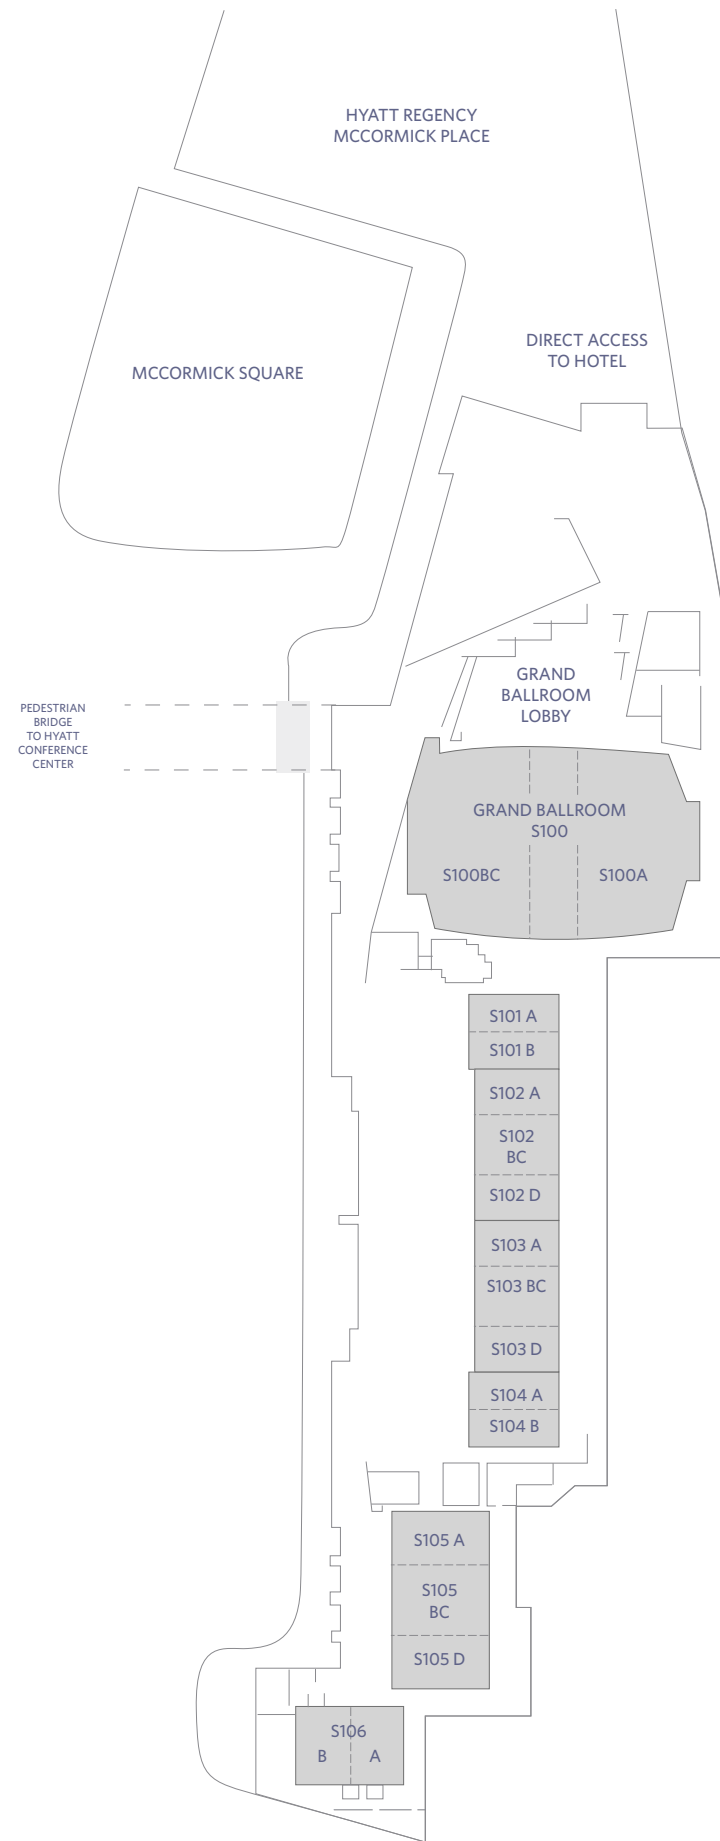 HYATT REGENCY
MCCORMICK PLACE
DIRECT ACCESS
TO HOTEL
MCCORMICK SQUARE
GRAND
BALLROOM
LOBBY
PEDESTRIAN
BRIDGE
TO HYATT
CONFERENCE
CENTER
GRAND BALLROOM
S100
S100BC
S100A
S101 A
S101 B
S102 A
S102
BC
S102 D
S103 A
S103 BC
S103 D
S104 A
S104 B
S105 A
S105
BC
S105 D
S106
B A